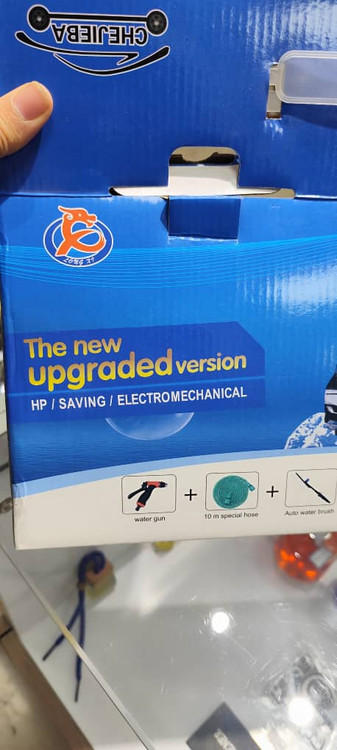 CHEJIEBA
The new
upgraded version
HP / SAVING / ELECTROMECHANICAL
water gun
10 m special hose
Auto water brush